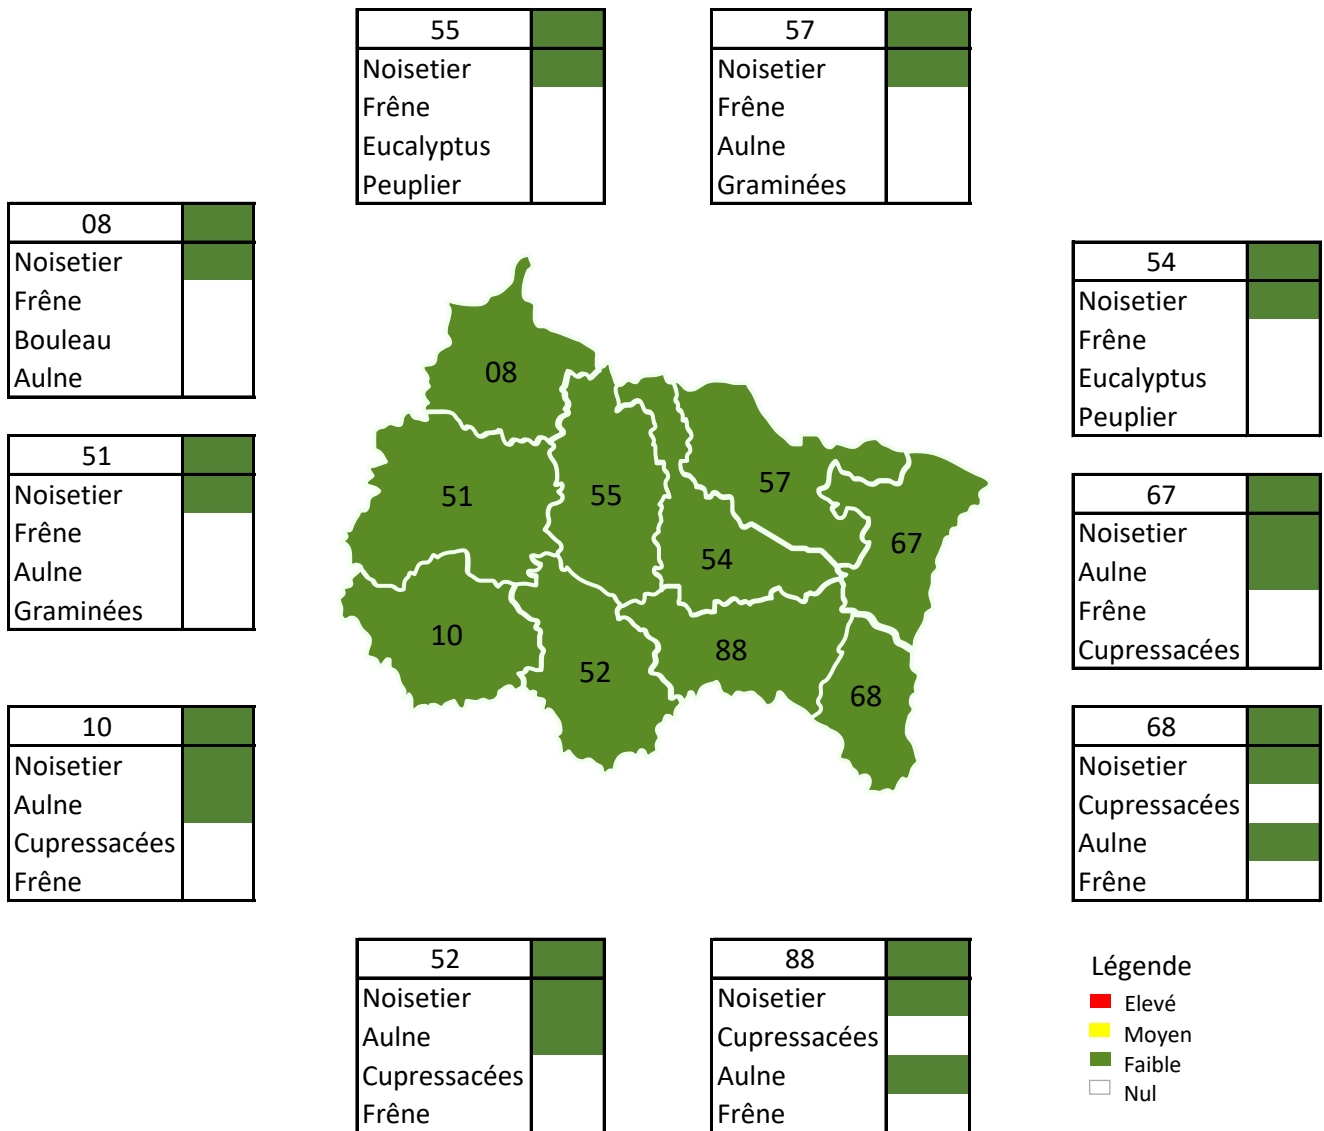 55
Noisetier
Frêne
Eucalyptus
Peuplier
57
Noisetier
Frêne
Aulne
Graminées
08
Noisetier
Frêne
Bouleau
Aulne
54
Noisetier
Frêne
Eucalyptus
Peuplier
51
Noisetier
Frêne
Aulne
Graminées
67
Noisetier
Aulne
Frêne
Cupressacées
10
Noisetier
Aulne
Cupressacées
Frêne
68
Noisetier
Cupressacées
Aulne
Frêne
08
51
55
57
67
54
10
52
88
68
52
Noisetier
Aulne
Cupressacées
Frêne
88
Noisetier
Cupressacées
Aulne
Frêne
Légende
Elevé
Moyen
Faible
Nul